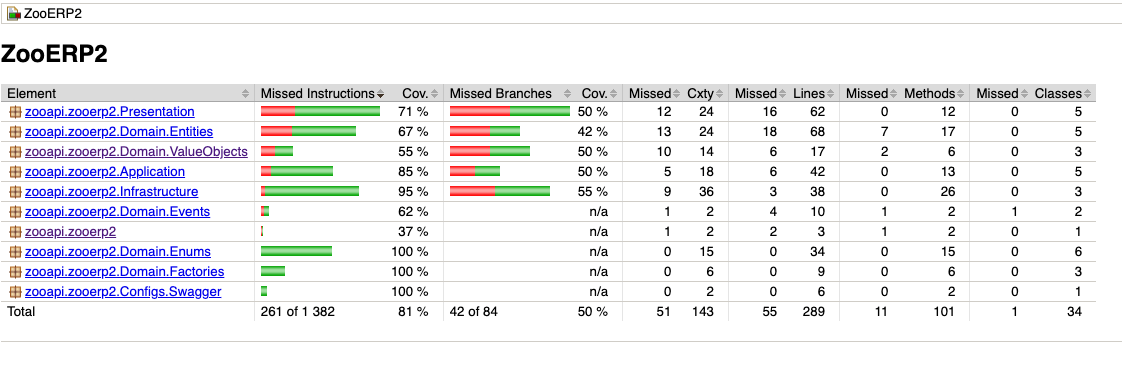 ZooERP2
ZooERP2
Element Missed Instructions Cov. Missed Branches Cov. Missed Cxty Missed Lines Missed Methods Missed Classes
zooapi.zooerp2.Presentation 71 % 50 % 12 24 16 62 0 12 0 5
zooapi.zooerp2.Domain.Entities 67 % 42 % 13 24 18 68 7 17 0 5
zooapi.zooerp2.Domain.ValueObjects 55 % 50 % 10 14 6 17 2 6 0 3
zooapi.zooerp2.Application 85 % 50 % 5 18 6 42 0 13 0 5
zooapi.zooerp2.Infrastructure 95 % 55 % 9 36 3 38 0 26 0 3
zooapi.zooerp2.Domain.Events 62 % n/a 1 2 4 10 1 2 1 2
zooapi.zooerp2 37 % n/a 1 2 2 3 1 2 0 1
zooapi.zooerp2.Domain.Enums 100 % n/a 0 15 0 34 0 15 0 6
zooapi.zooerp2.Domain.Factories 100 % n/a 0 6 0 9 0 6 0 3
zooapi.zooerp2.Configs.Swagger 100 % n/a 0 2 0 6 0 2 0 1
Total 261 of 1 382 81 % 42 of 84 50 % 51 143 55 289 11 101 1 34